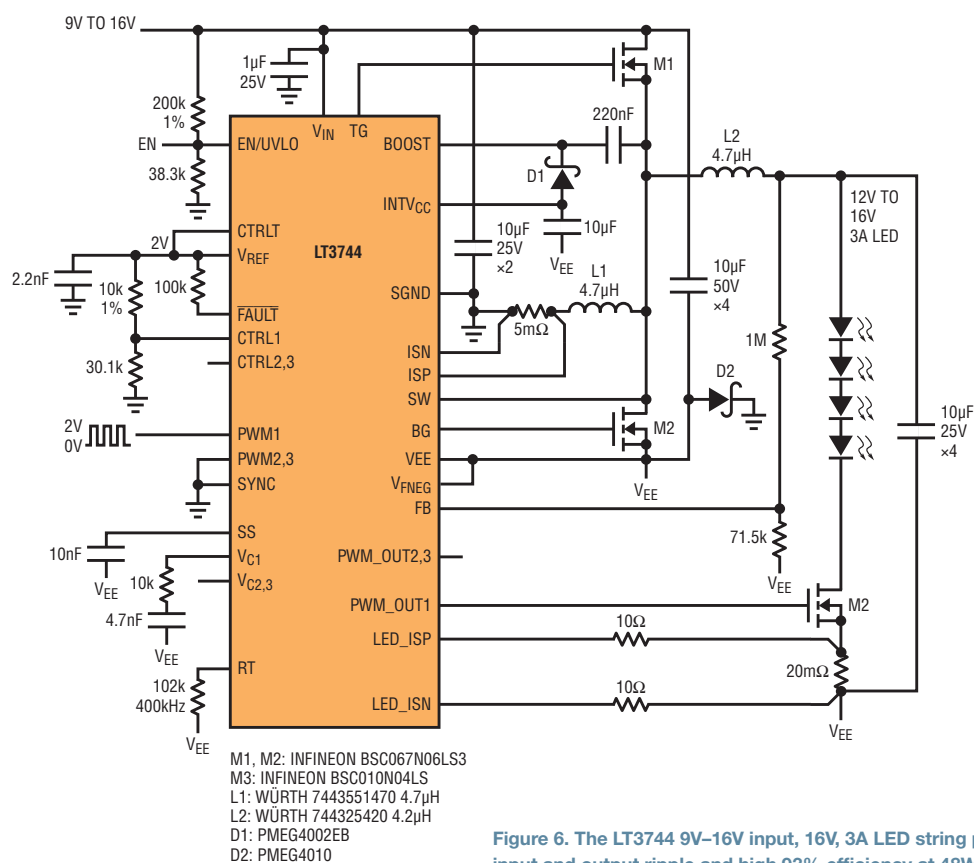 9V TO 16V
1µF
25V
200k
1%
EN
38.3k
EN/UVLO
VIN
TG
BOOST
INTVCC
LT3744
220nF
D1
10µF
VEE
M1
L2
4.7µH
12V TO
16V
3A LED
CTRLT
2V
VREF
2.2nF
10k
1%
100k
FAULT
CTRL1
30.1k
CTRL2,3
10µF
25V
×2
SGND
L1
4.7µH
5mΩ
ISN
ISP
10µF
50V
×4
1M
D2
SW
BG
M2
10µF
25V
×4
2V
0V
PWM1
PWM2,3
SYNC
VEE
VFNEG
VEE
FB
71.5k
VEE
SS
10nF
VEE
VC1
10k
VC2,3
4.7nF
VEE
PWM_OUT2,3
PWM_OUT1
M2
LED_ISP
10Ω
20mΩ
RT
102k
400kHz
VEE
LED_ISN
10Ω
VEE
M1, M2: INFINEON BSC067N06LS3
M3: INFINEON BSC010N04LS
L1: WÜRTH 7443551470 4.7µH
L2: WÜRTH 744325420 4.2µH
D1: PMEG4002EB
D2: PMEG4010
Figure 6. The LT3744 9V–16V input, 16V, 3A LED string
input and output ripple and high 93% efficiency at 48W